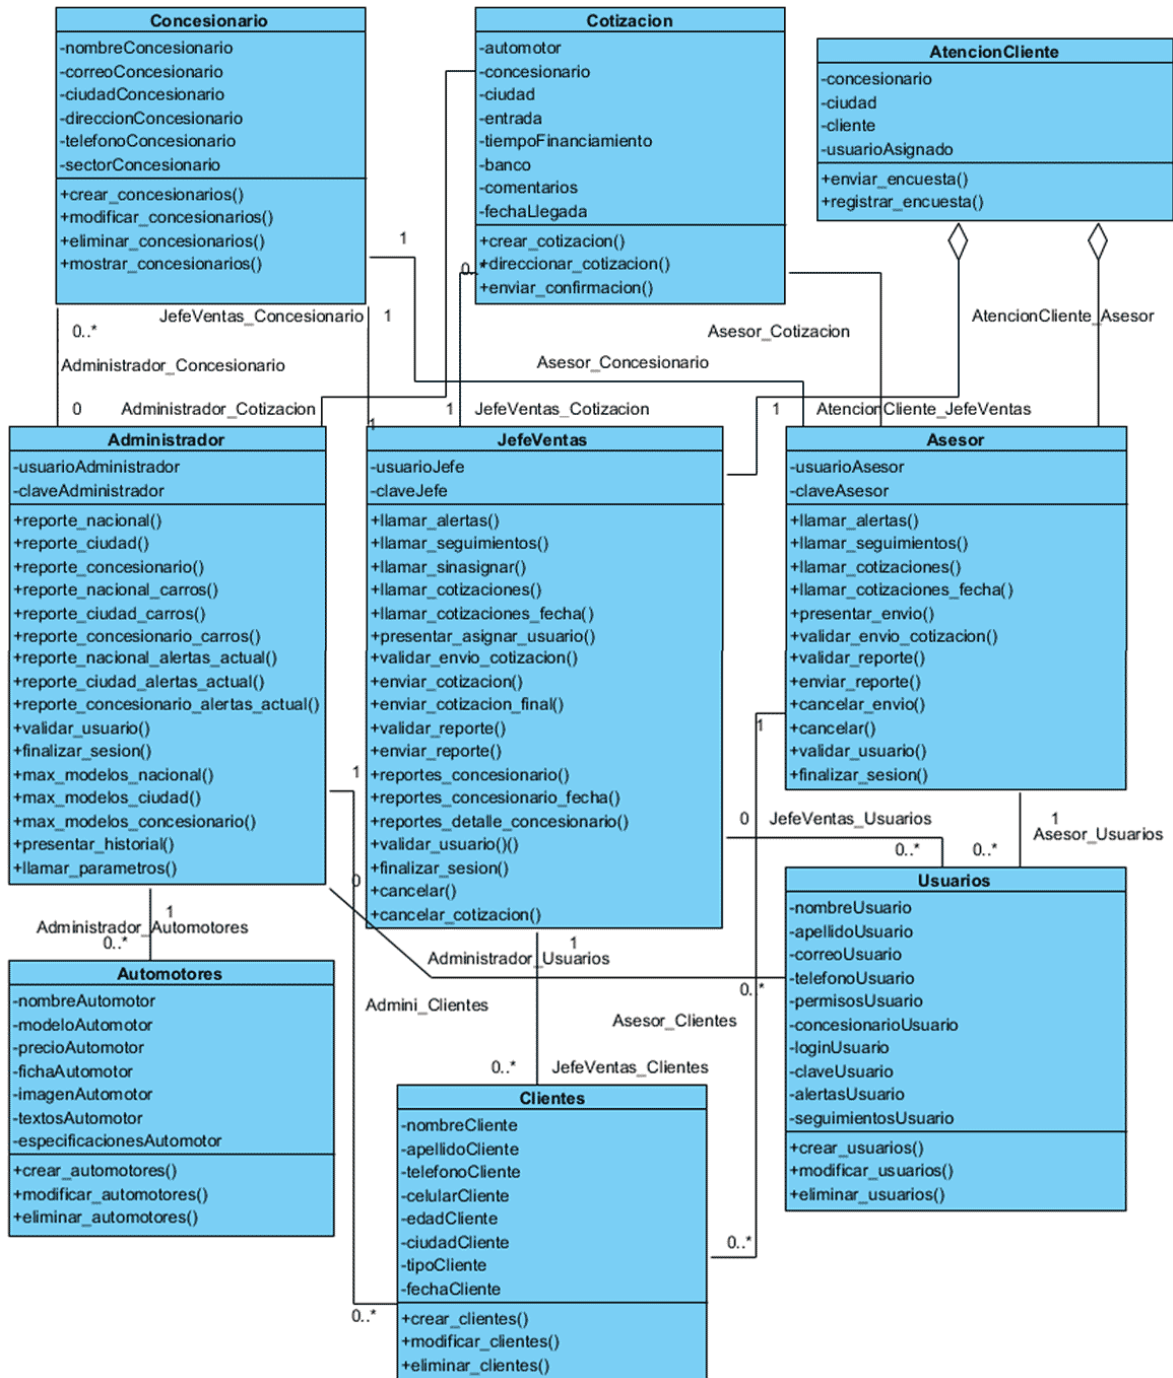 Concesionario
-nombreConcesionario
-correoConcesionario
-ciudadConcesionario
-direccionConcesionario
-telefonoConcesionario
-sectorConcesionario
+crear_concesionarios()
+modificar_concesionarios()
+eliminar_concesionarios()
+mostrar_concesionarios()
Cotizacion
-automotor
-concesionario
-ciudad
-entrada
-tiempoFinanciamiento
-banco
-comentarios
-fechaLlegada
+crear_cotizacion()
+direccionar_cotizacion()
+enviar_confirmacion()
AtencionCliente
-concesionario
-ciudad
-cliente
-usuarioAsignado
+enviar_encuesta()
+registrar_encuesta()
1
0..*
JefeVentas_Concesionario
1
0..*
Asesor_Cotizacion
AtencionCliente_Asesor
Administrador_Concesionario
Asesor_Concesionario
0
Administrador_Cotizacion
1
1
JefeVentas_Cotizacion
1
AtencionCliente_JefeVentas
Administrador
-usuarioAdministrador
-claveAdministrador
+reporte_nacional()
+reporte_ciudad()
+reporte_concesionario()
+reporte_nacional_carros()
+reporte_ciudad_carros()
+reporte_concesionario_carros()
+reporte_nacional_alertas_actual()
+reporte_ciudad_alertas_actual()
+reporte_concesionario_alertas_actual()
+validar_usuario()
+finalizar_sesion()
+max_modelos_nacional()
+max_modelos_ciudad()
+max_modelos_concesionario()
+presentar_historial()
+llamar_parametros()
JefeVentas
-usuarioJefe
-claveJefe
+llamar_alertas()
+llamar_seguimientos()
+llamar_sinasignar()
+llamar_cotizaciones()
+llamar_cotizaciones_fecha()
+presentar_asignar_usuario()
+validar_envio_cotizacion()
+enviar_cotizacion()
+enviar_cotizacion_final()
+validar_reporte()
+enviar_reporte()
+reportes_concesionario()
+reportes_concesionario_fecha()
+reportes_detalle_concesionario()
+validar_usuario()()
+finalizar_sesion()
+cancelar()
+cancelar_cotizacion()
Asesor
-usuarioAsesor
-claveAsesor
+llamar_alertas()
+llamar_seguimientos()
+llamar_cotizaciones()
+llamar_cotizaciones_fecha()
+presentar_envio()
+validar_envio_cotizacion()
+validar_reporte()
+enviar_reporte()
+cancelar_envio()
+cancelar()
+validar_usuario()
+finalizar_sesion()
1
1
0
JefeVentas_Usuarios
1
Asesor_Usuarios
0..*
0..*
0
1
Administrador_Automotores
0..*
1
Administrador_Usuarios
0..*
Admini_Clientes
Asesor_Clientes
0..*
JefeVentas_Clientes
Automotores
-nombreAutomotor
-modeloAutomotor
-precioAutomotor
-fichaAutomotor
-imagenAutomotor
-textosAutomotor
-especificacionesAutomotor
+crear_automotores()
+modificar_automotores()
+eliminar_automotores()
Clientes
-nombreCliente
-apellidoCliente
-telefonoCliente
-celularCliente
-edadCliente
-ciudadCliente
-tipoCliente
-fechaCliente
+crear_clientes()
+modificar_clientes()
+eliminar_clientes()
0..*
0..*
Usuarios
-nombreUsuario
-apellidoUsuario
-correoUsuario
-telefonoUsuario
-permisosUsuario
-concesionarioUsuario
-loginUsuario
-claveUsuario
-alertasUsuario
-seguimientosUsuario
+crear_usuarios()
+modificar_usuarios()
+eliminar_usuarios()